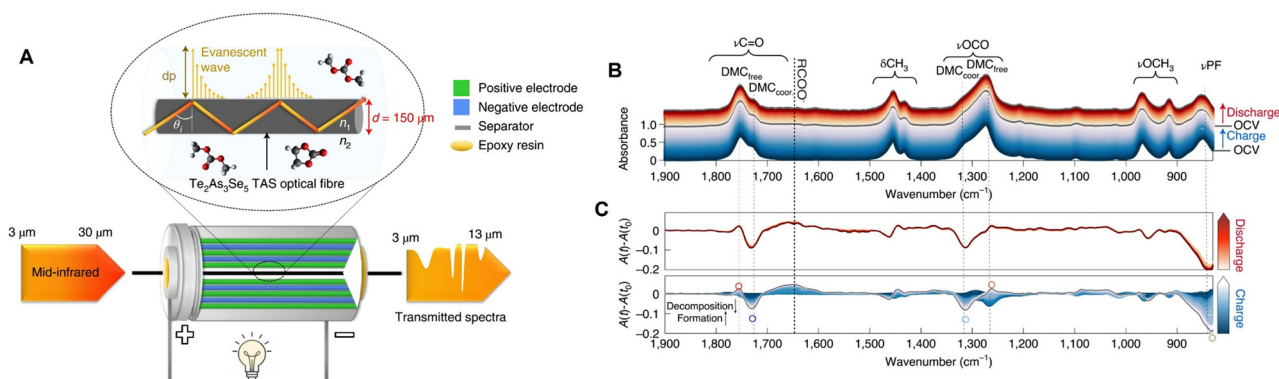 A
dp
Evanescent
wave
θi
n1
n2
d = 150 μm
Te2As3Se5 TAS optical fibre
Positive electrode
Negative electrode
Separator
Epoxy resin
3 μm 30 μm
Mid-infrared
3 μm 13 μm
Transmitted spectra
+
−
B
νC=O
DMCfree
DMCcoor.
RCOO-
δCH3
νOCO
DMCcoor.
DMCfree
νOCH3
νPF
Absorbance
1.0
0.5
0
Discharge
OCV
Charge
OCV
1,900 1,800 1,700 1,600 1,500 1,400 1,300 1,200 1,100 1,000 900
Wavenumber (cm−1)
C
A(t)-A(t0)
0
−0.1
−0.2
Discharge
A(t)-A(t0)
0
−0.1
−0.2
Decomposition↓
Formation↑
Charge
1,900 1,800 1,700 1,600 1,500 1,400 1,300 1,200 1,100 1,000 900
Wavenumber (cm−1)